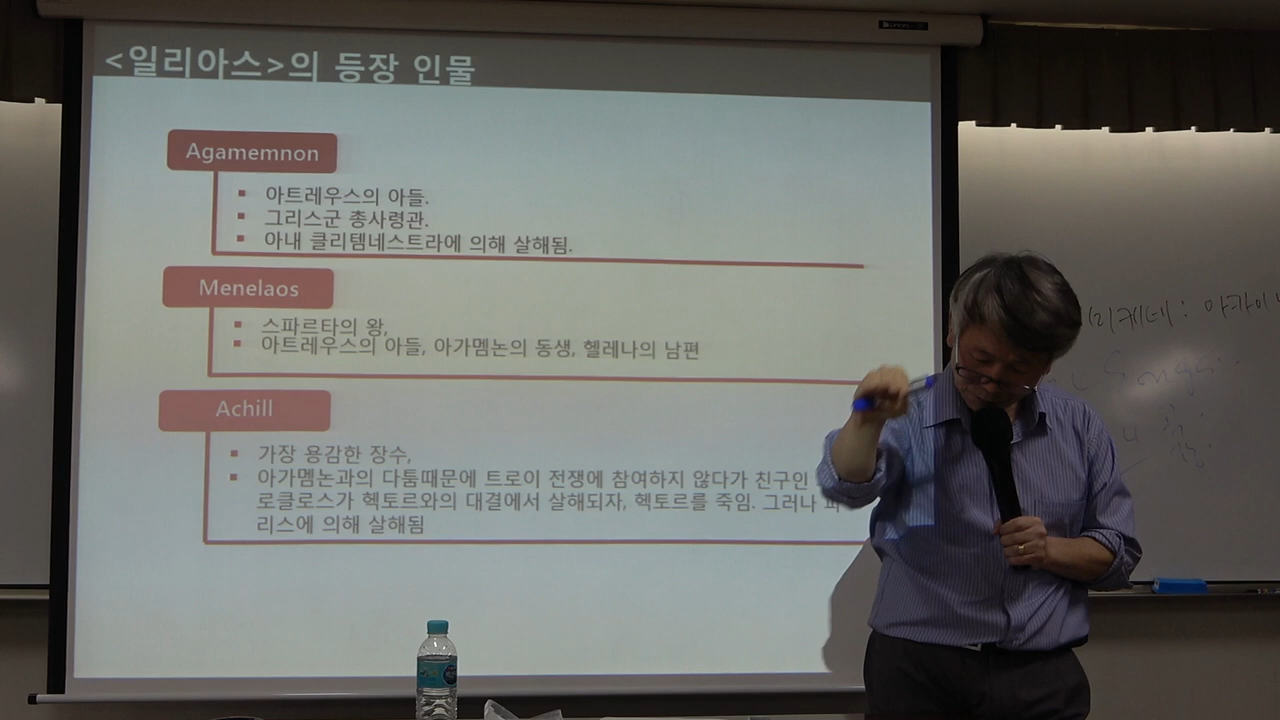 <일리아스>의 등장 인물
Agamemnon
아트레우스의 아들.
그리스군 총사령관.
아내 클리템네스트라에 의해 살해됨.
Menelaos
스파르타의 왕,
아트레우스의 아들, 아가멤논의 동생, 헬레나의 남편
Achill
가장 용감한 장수,
아가멤논과의 다툼때문에 트로이 전쟁에 참여하지 않다가 친구인
로클로스가 헥토르와의 대결에서 살해되자, 헥토르를 죽임. 그러나 파
리스에 의해 살해됨
미케네: 아카이